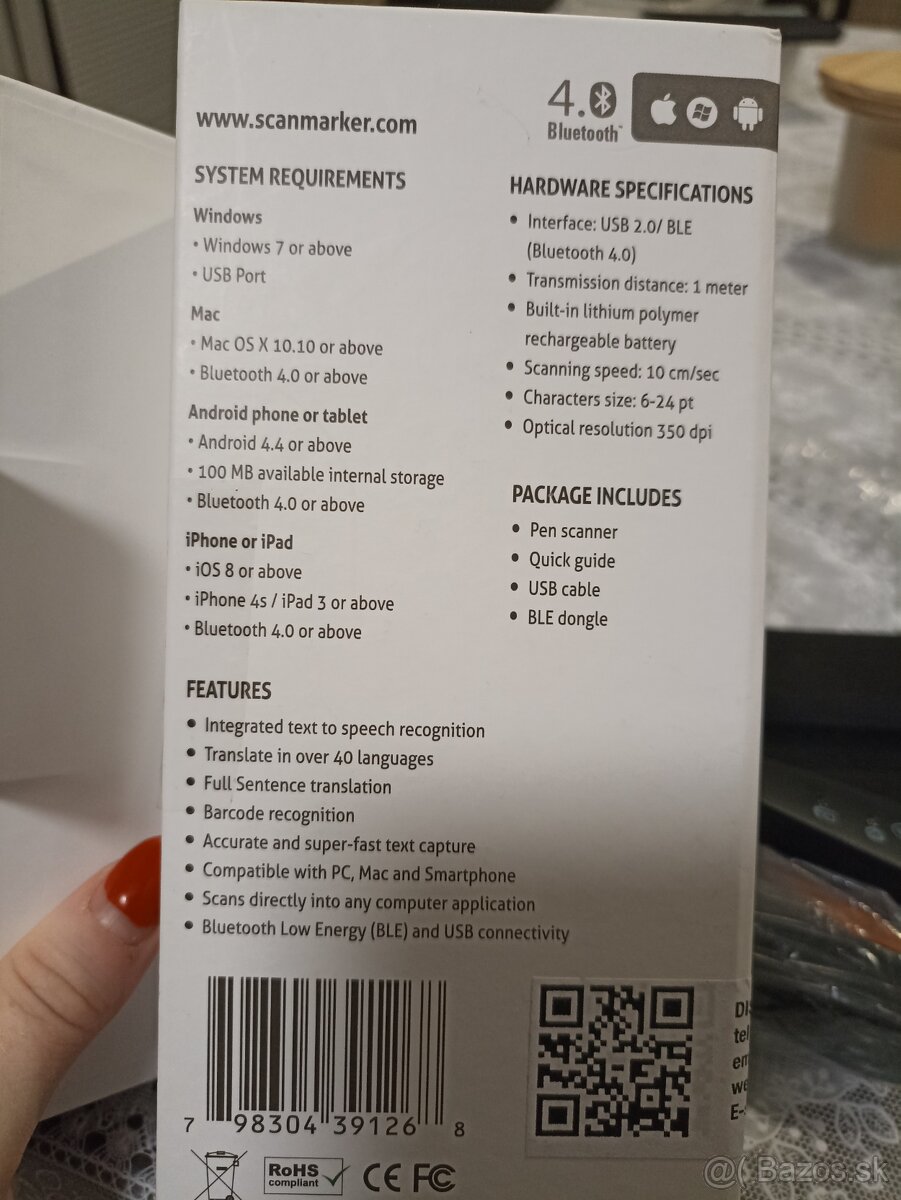 www.scanmarker.com
4.0
Bluetooth™
SYSTEM REQUIREMENTS
Windows
• Windows 7 or above
• USB Port
Mac
• Mac OS X 10.10 or above
• Bluetooth 4.0 or above
Android phone or tablet
• Android 4.4 or above
• 100 MB available internal storage
• Bluetooth 4.0 or above
iPhone or iPad
• iOS 8 or above
• iPhone 4s / iPad 3 or above
• Bluetooth 4.0 or above
HARDWARE SPECIFICATIONS
• Interface: USB 2.0/ BLE
(Bluetooth 4.0)
• Transmission distance: 1 meter
• Built-in lithium polymer
rechargeable battery
• Scanning speed: 10 cm/sec
• Characters size: 6-24 pt
• Optical resolution 350 dpi
PACKAGE INCLUDES
• Pen scanner
• Quick guide
• USB cable
• BLE dongle
FEATURES
• Integrated text to speech recognition
• Translate in over 40 languages
• Full Sentence translation
• Barcode recognition
• Accurate and super-fast text capture
• Compatible with PC, Mac and Smartphone
• Scans directly into any computer application
• Bluetooth Low Energy (BLE) and USB connectivity
7 98304 39126 8
RoHS
compliant
CE FC
@( Bazos.sk